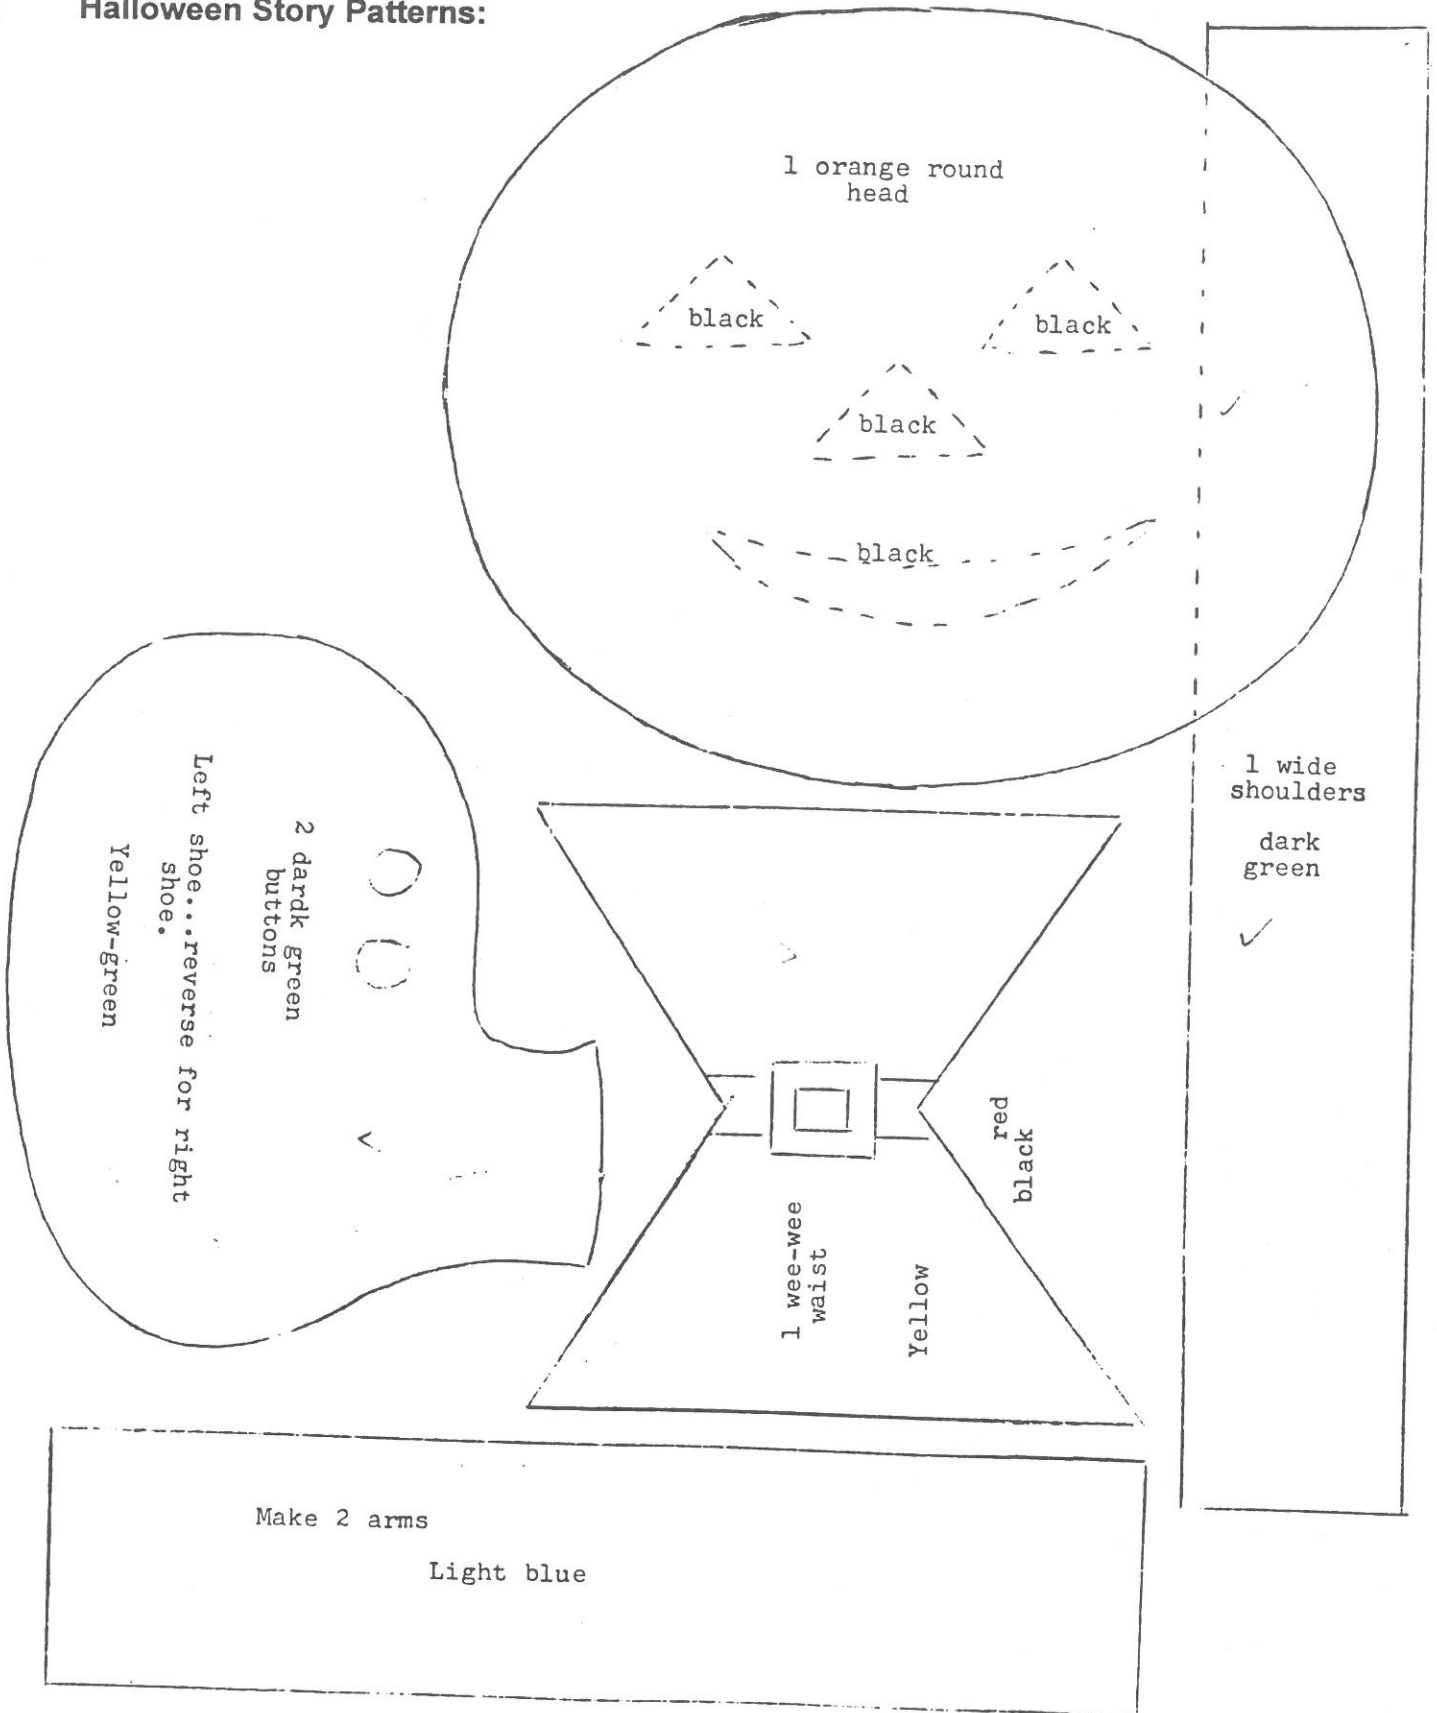 Halloween Story Patterns:
1 orange round
head
black
black
black
black
1 wide
shoulders
dark
green
2 dardk green
buttons
Left shoe...reverse for right
shoe.
Yellow-green
red
black
1 wee-wee
waist
Yellow
Make 2 arms
Light blue